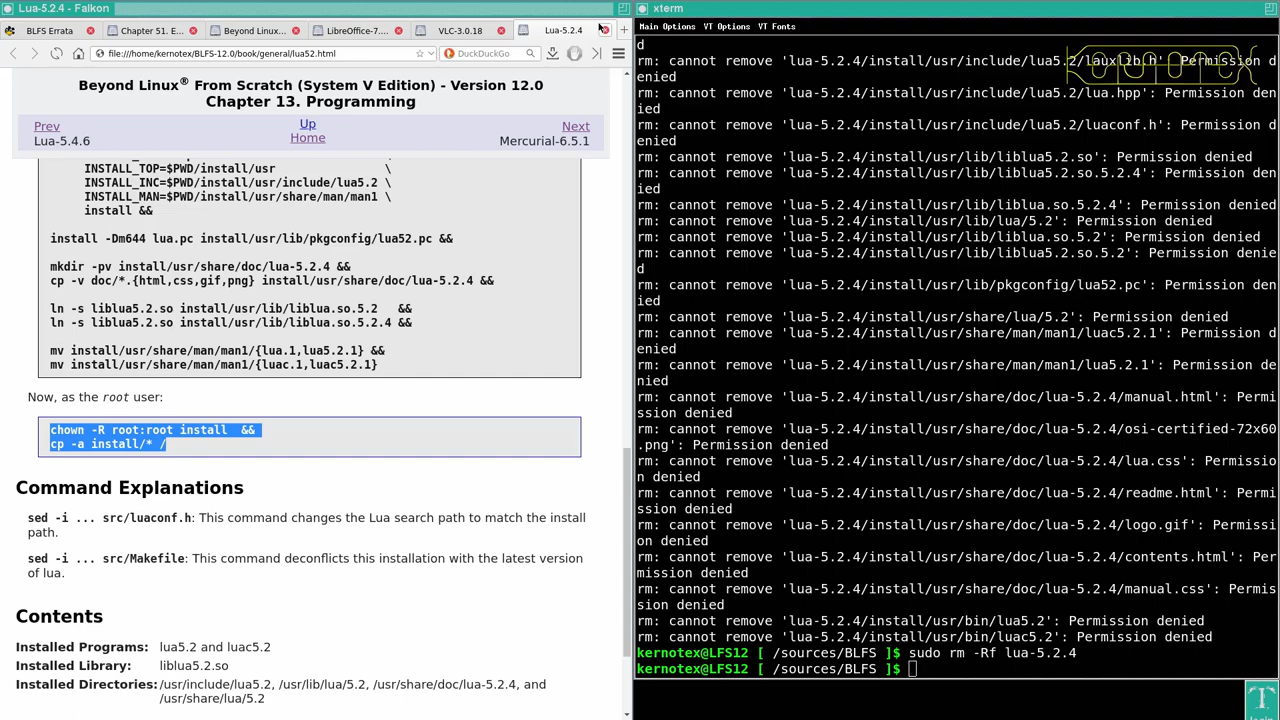 Lua-5.2.4 - Falkon
BLFS Errata
Chapter 51. E...
Beyond Linux...
LibreOffice-7....
VLC-3.0.18
Lua-5.2.4
file:///home/kernotex/BLFS-12.0/book/general/lua52.html
DuckDuckGo
Beyond Linux® From Scratch (System V Edition) - Version 12.0
Chapter 13. Programming
Prev
Up
Next
Lua-5.4.6
Home
Mercurial-6.5.1
INSTALL_TOP=$PWD/install/usr \
INSTALL_INC=$PWD/install/usr/include/lua5.2 \
INSTALL_MAN=$PWD/install/usr/share/man/man1 \
install &&
install -Dm644 lua.pc install/usr/lib/pkgconfig/lua52.pc &&
mkdir -pv install/usr/share/doc/lua-5.2.4 &&
cp -v doc/*.{html,css,gif,png} install/usr/share/doc/lua-5.2.4 &&
ln -s liblua5.2.so install/usr/lib/liblua.so.5.2 &&
ln -s liblua5.2.so install/usr/lib/liblua.so.5.2.4 &&
mv install/usr/share/man/man1/{lua.1,lua5.2.1} &&
mv install/usr/share/man/man1/{luac.1,luac5.2.1}
Now, as the root user:
chown -R root:root install &&
cp -a install/* /
Command Explanations
sed -i ... src/luaconf.h: This command changes the Lua search path to match the install
path.
sed -i ... src/Makefile: This command deconflicts this installation with the latest version
of lua.
Contents
Installed Programs: lua5.2 and luac5.2
Installed Library: liblua5.2.so
Installed Directories: /usr/include/lua5.2, /usr/lib/lua/5.2, /usr/share/doc/lua-5.2.4, and
/usr/share/lua/5.2
xterm
Main Options VT Options VT Fonts
d
rm: cannot remove 'lua-5.2.4/install/usr/include/lua5.2/lauxlib.h': Permission d
enied
rm: cannot remove 'lua-5.2.4/install/usr/include/lua5.2/lua.hpp': Permission den
ied
rm: cannot remove 'lua-5.2.4/install/usr/include/lua5.2/luaconf.h': Permission d
enied
rm: cannot remove 'lua-5.2.4/install/usr/lib/liblua5.2.so': Permission denied
rm: cannot remove 'lua-5.2.4/install/usr/lib/liblua5.2.so.5.2.4': Permission den
ied
rm: cannot remove 'lua-5.2.4/install/usr/lib/liblua.so.5.2.4': Permission denied
rm: cannot remove 'lua-5.2.4/install/usr/lib/lua/5.2': Permission denied
rm: cannot remove 'lua-5.2.4/install/usr/lib/liblua.so.5.2': Permission denied
rm: cannot remove 'lua-5.2.4/install/usr/lib/liblua5.2.so.5.2': Permission denie
d
rm: cannot remove 'lua-5.2.4/install/usr/lib/pkgconfig/lua52.pc': Permission den
ied
rm: cannot remove 'lua-5.2.4/install/usr/share/lua/5.2': Permission denied
rm: cannot remove 'lua-5.2.4/install/usr/share/man/man1/luac5.2.1': Permission d
enied
rm: cannot remove 'lua-5.2.4/install/usr/share/man/man1/lua5.2.1': Permission de
nied
rm: cannot remove 'lua-5.2.4/install/usr/share/doc/lua-5.2.4/manual.html': Permi
ssion denied
rm: cannot remove 'lua-5.2.4/install/usr/share/doc/lua-5.2.4/osi-certified-72x60
.png': Permission denied
rm: cannot remove 'lua-5.2.4/install/usr/share/doc/lua-5.2.4/lua.css': Permissio
n denied
rm: cannot remove 'lua-5.2.4/install/usr/share/doc/lua-5.2.4/readme.html': Permi
ssion denied
rm: cannot remove 'lua-5.2.4/install/usr/share/doc/lua-5.2.4/logo.gif': Permissi
on denied
rm: cannot remove 'lua-5.2.4/install/usr/share/doc/lua-5.2.4/contents.html': Per
mission denied
rm: cannot remove 'lua-5.2.4/install/usr/share/doc/lua-5.2.4/manual.css': Permis
sion denied
rm: cannot remove 'lua-5.2.4/install/usr/bin/lua5.2': Permission denied
rm: cannot remove 'lua-5.2.4/install/usr/bin/luac5.2': Permission denied
kernotex@LFS12 [ /sources/BLFS ]$ sudo rm -Rf lua-5.2.4
kernotex@LFS12 [ /sources/BLFS ]$